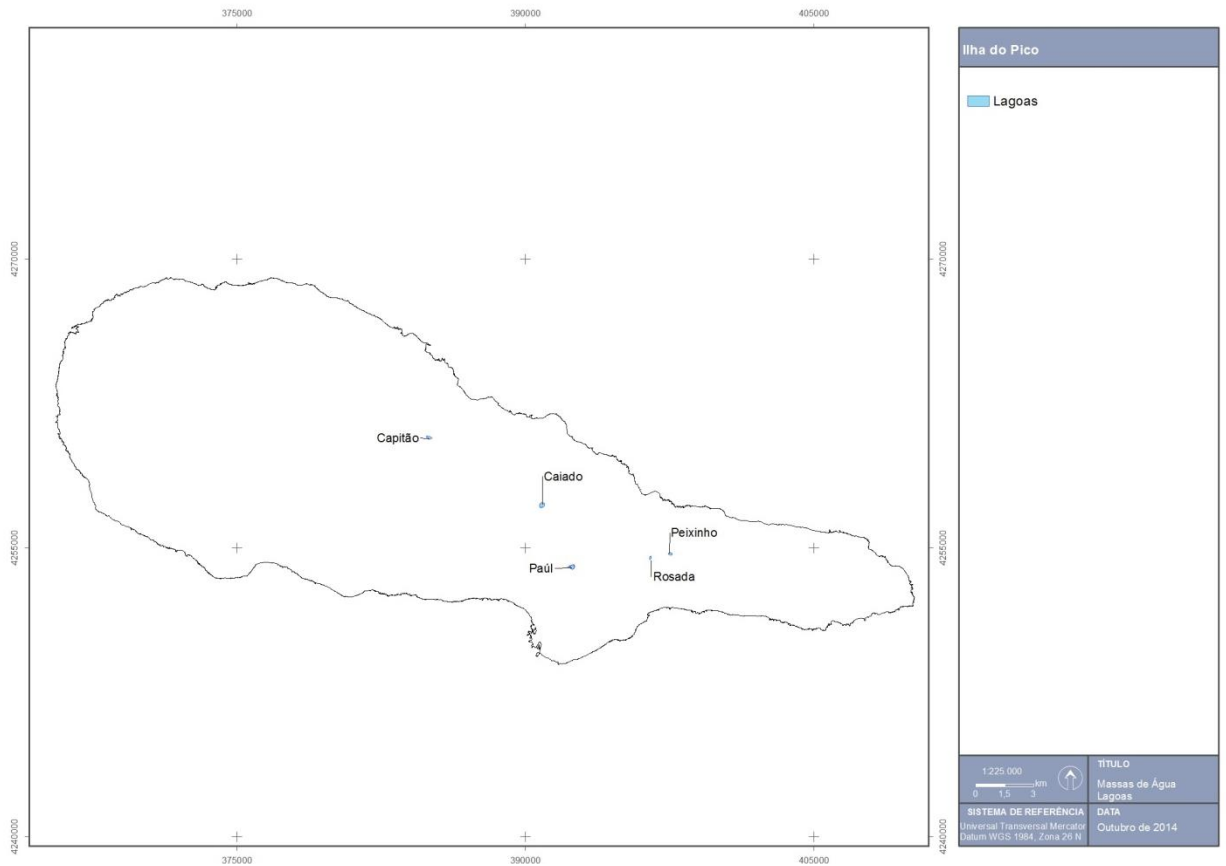 375000
390000
405000
Ilha do Pico
Lagoas
4270000
4270000
Capitão
Caiado
Peixinho
4255000
4255000
Paúl
Rosada
4240000
4240000
375000
390000
405000
1:225.000
km
0 1,5 3
TÍTULO
Massas de Água
Lagoas
SISTEMA DE REFERÊNCIA
Universal Transversal Mercator
Datum WGS 1984, Zona 26 N
DATA
Outubro de 2014